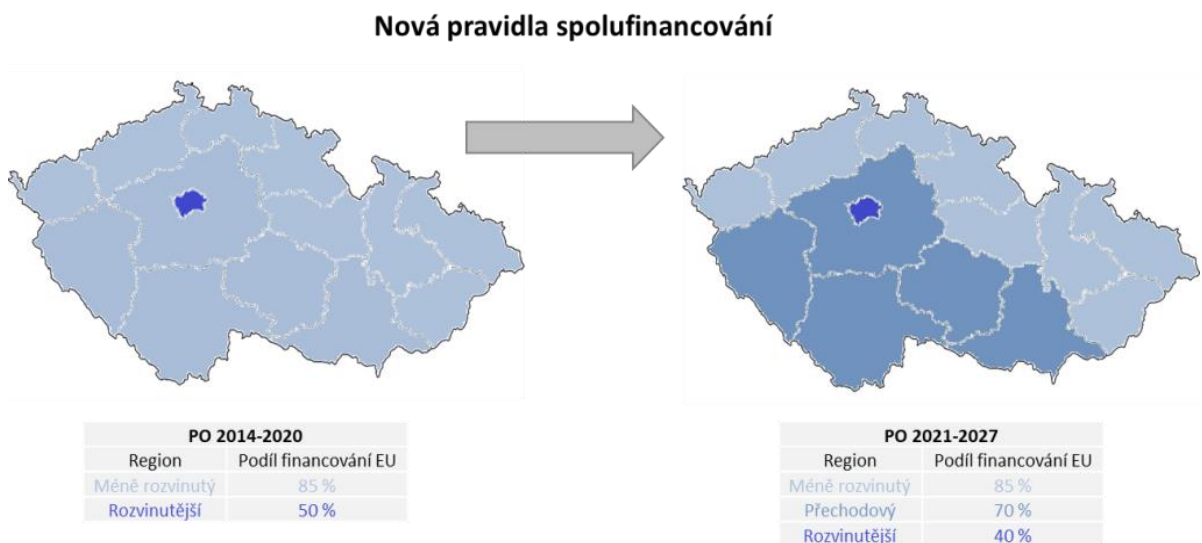 Nová pravidla spolufinancování
PO 2014-2020
Region Podíl financování EU
Méně rozvinutý 85 %
Rozvinutější 50 %
PO 2021-2027
Region Podíl financování EU
Méně rozvinutý 85 %
Přechodový 70 %
Rozvinutější 40 %